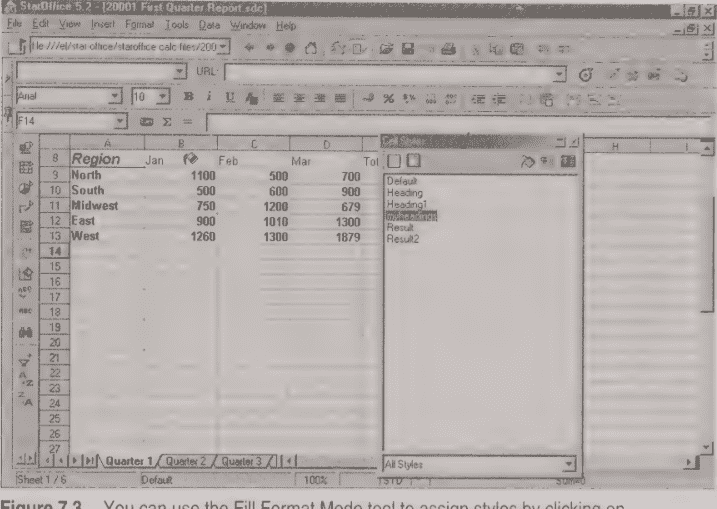 StarOffice 5.2 - [20001 First Quarter Report.sdc]
File Edit View Insert Format Tools Data Window Help
URL:
Arial 10 B i U A
F14 Σ =
A B C D H I
8 Region Jan Feb Mar Tot
9 North 1100 500 700
10 South 500 600 900
11 Midwest 750 1200 679
12 East 900 1010 1300
13 West 1260 1300 1879
14
15
16
17
18
19
20
21
22
23
24
25
26
27
Cell Styles
Default
Heading
Heading1
myheadings
Result
Result2
All Styles
Quarter 1 Quarter 2 Quarter 3
Sheet 1 / 6 Default 100% STD SUM=0
Figure 7.3 You can use the Fill Format Mode tool to assign styles by clicking on